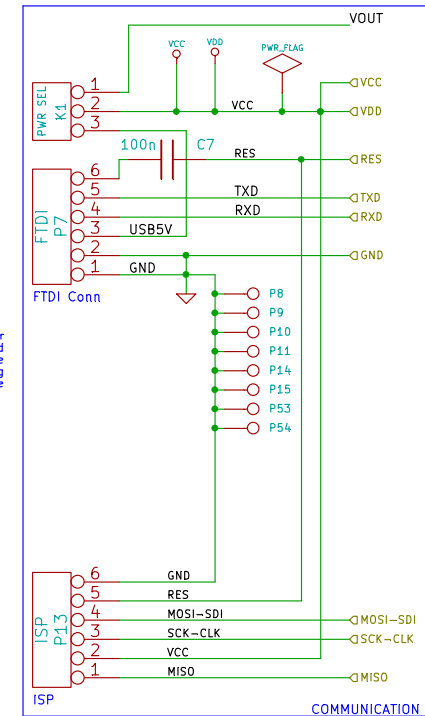 VOUT
VCC
VDD
PWR_FLAG
PWR SEL
K1
1
2
3
VCC
VCC
VDD
100n
C7
RES
RES
FTDI
P7
6
5
4
3
2
1
TXD
TXD
RXD
RXD
USB5V
GND
GND
FTDI Conn
P8
P9
P10
P11
P14
P15
P53
P54
ISP
P13
6
5
4
3
2
1
GND
RES
MOSI-SDI
MOSI-SDI
SCK-CLK
SCK-CLK
VCC
MISO
MISO
ISP
COMMUNICATION